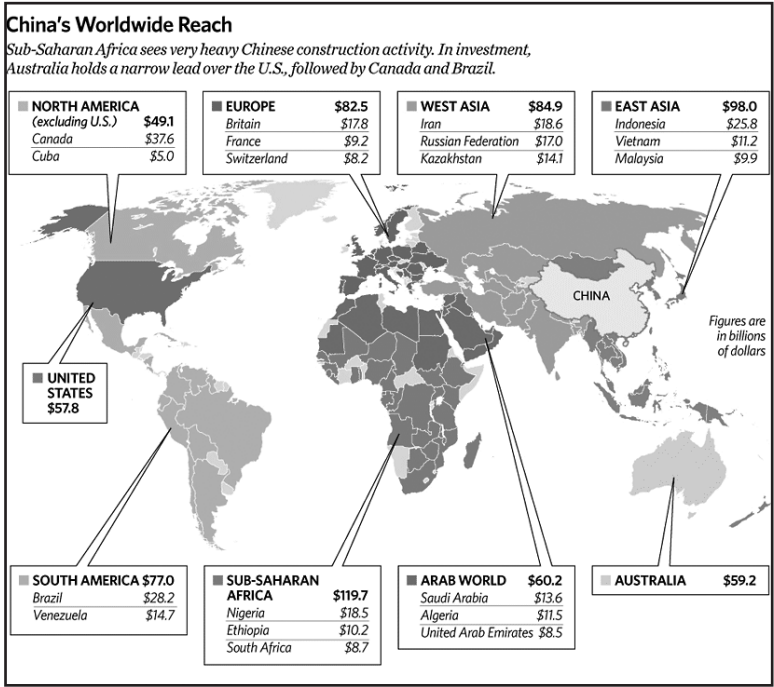 China's Worldwide Reach
Sub-Saharan Africa sees very heavy Chinese construction activity. In investment,
Australia holds a narrow lead over the U.S., followed by Canada and Brazil.
NORTH AMERICA
(excluding U.S.) $49.1
Canada $37.6
Cuba $5.0
EUROPE $82.5
Britain $17.8
France $9.2
Switzerland $8.2
WEST ASIA $84.9
Iran $18.6
Russian Federation $17.0
Kazakhstan $14.1
EAST ASIA $98.0
Indonesia $25.8
Vietnam $11.2
Malaysia $9.9
CHINA
Figures are
in billions
of dollars
UNITED
STATES
$57.8
SOUTH AMERICA $77.0
Brazil $28.2
Venezuela $14.7
SUB-SAHARAN
AFRICA $119.7
Nigeria $18.5
Ethiopia $10.2
South Africa $8.7
ARAB WORLD $60.2
Saudi Arabia $13.6
Algeria $11.5
United Arab Emirates $8.5
AUSTRALIA $59.2